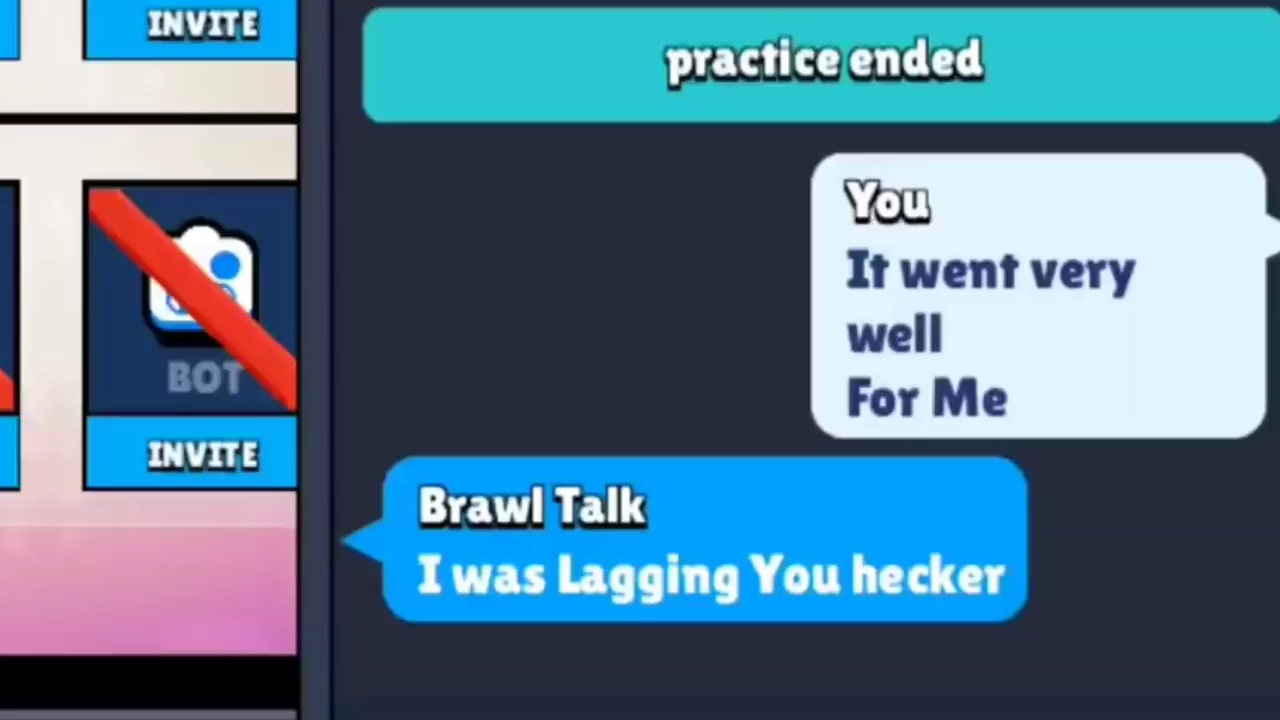 INVITE
BOT
INVITE
practice ended
You
It went very
well
For Me
Brawl Talk
I was Lagging You hecker